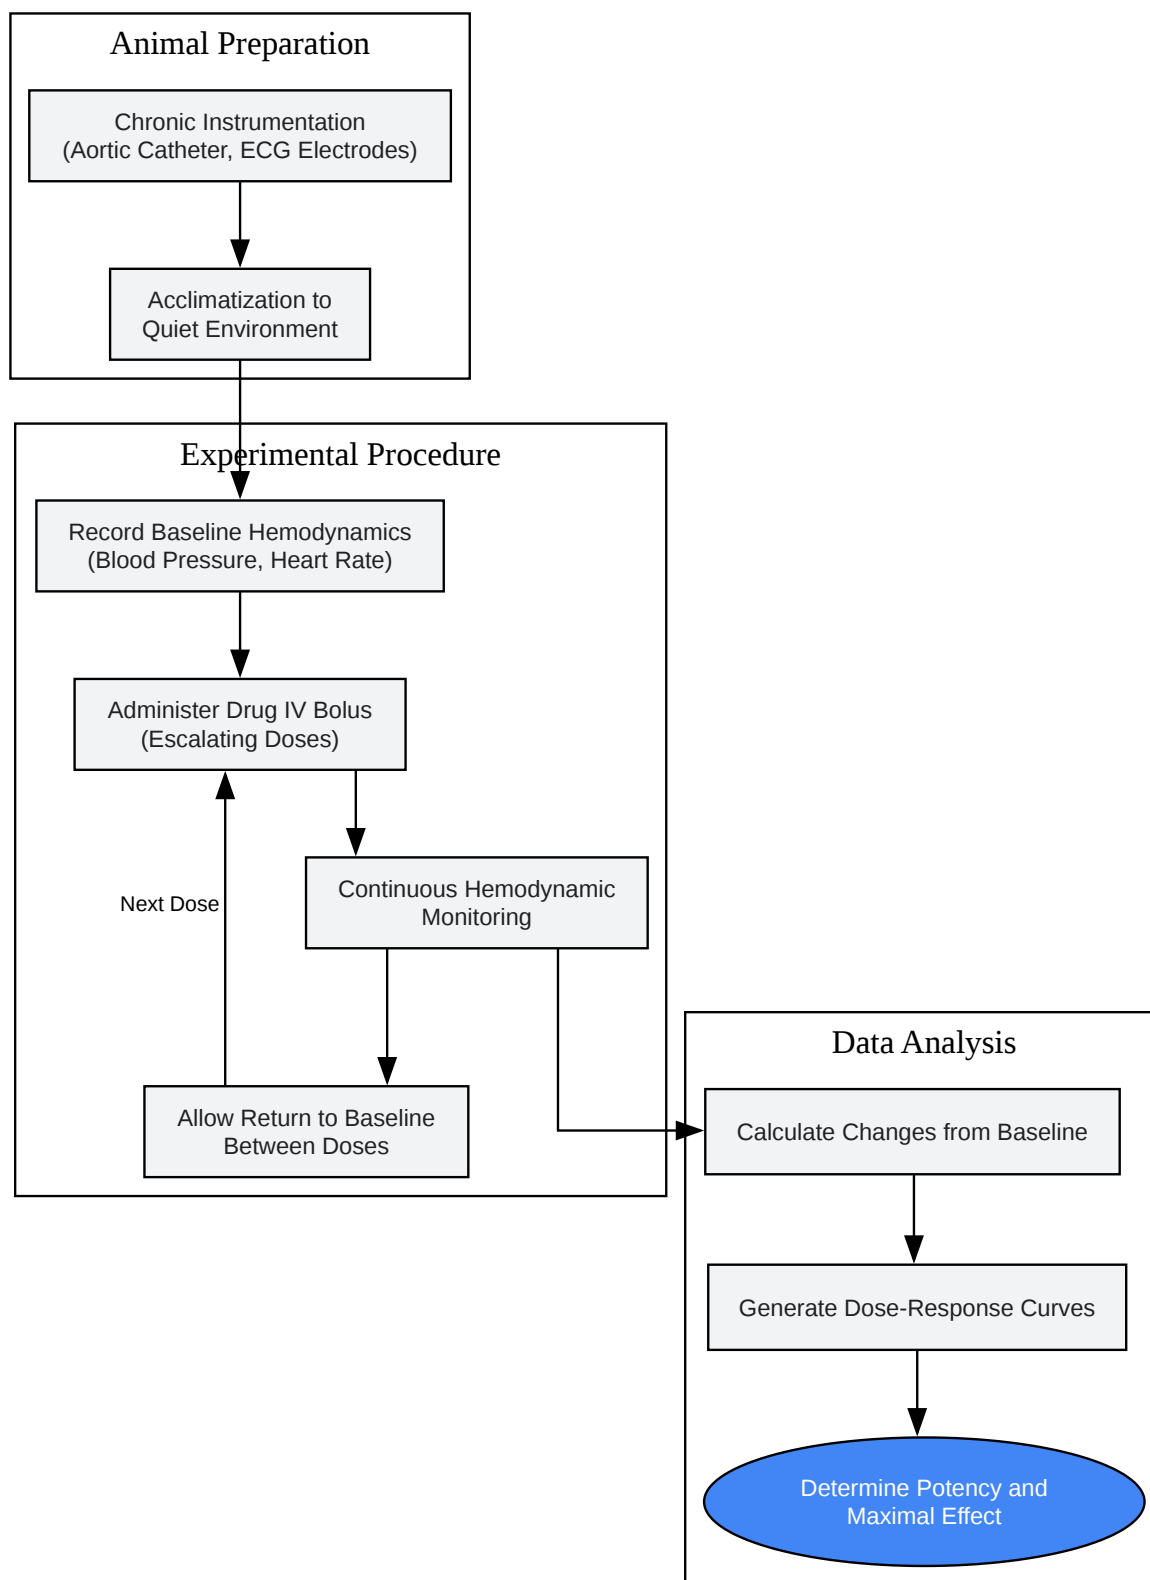 Animal Preparation
Chronic Instrumentation
(Aortic Catheter, ECG Electrodes)
Acclimatization to
Quiet Environment
Experimental Procedure
Record Baseline Hemodynamics
(Blood Pressure, Heart Rate)
Administer Drug IV Bolus
(Escalating Doses)
Continuous Hemodynamic
Monitoring
Next Dose
Allow Return to Baseline
Between Doses
Data Analysis
Calculate Changes from Baseline
Generate Dose-Response Curves
Determine Potency and
Maximal Effect